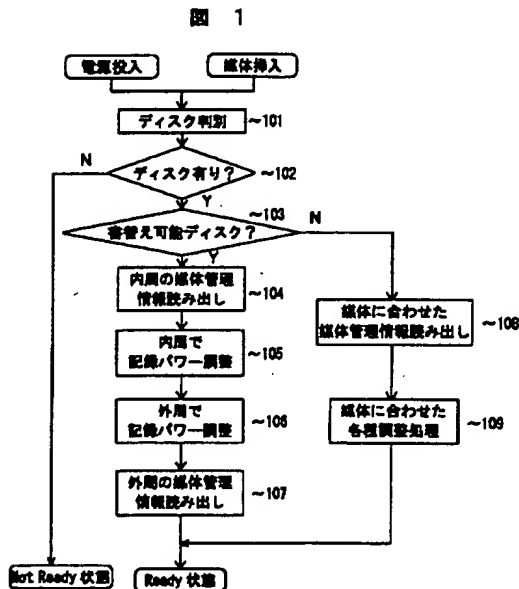 図 1
電源投入
媒体挿入
ディスク判別
~101
N
ディスク有り?
~102
Y
~103
N
書替え可能ディスク?
Y
内周の媒体管理
情報読み出し
~104
媒体に合わせた
媒体管理情報読み出し
~108
内周で
記録パワー調整
~105
外周で
記録パワー調整
~106
媒体に合わせた
各種調整処理
~109
外周の媒体管理
情報読み出し
~107
Not Ready 状態
Ready 状態